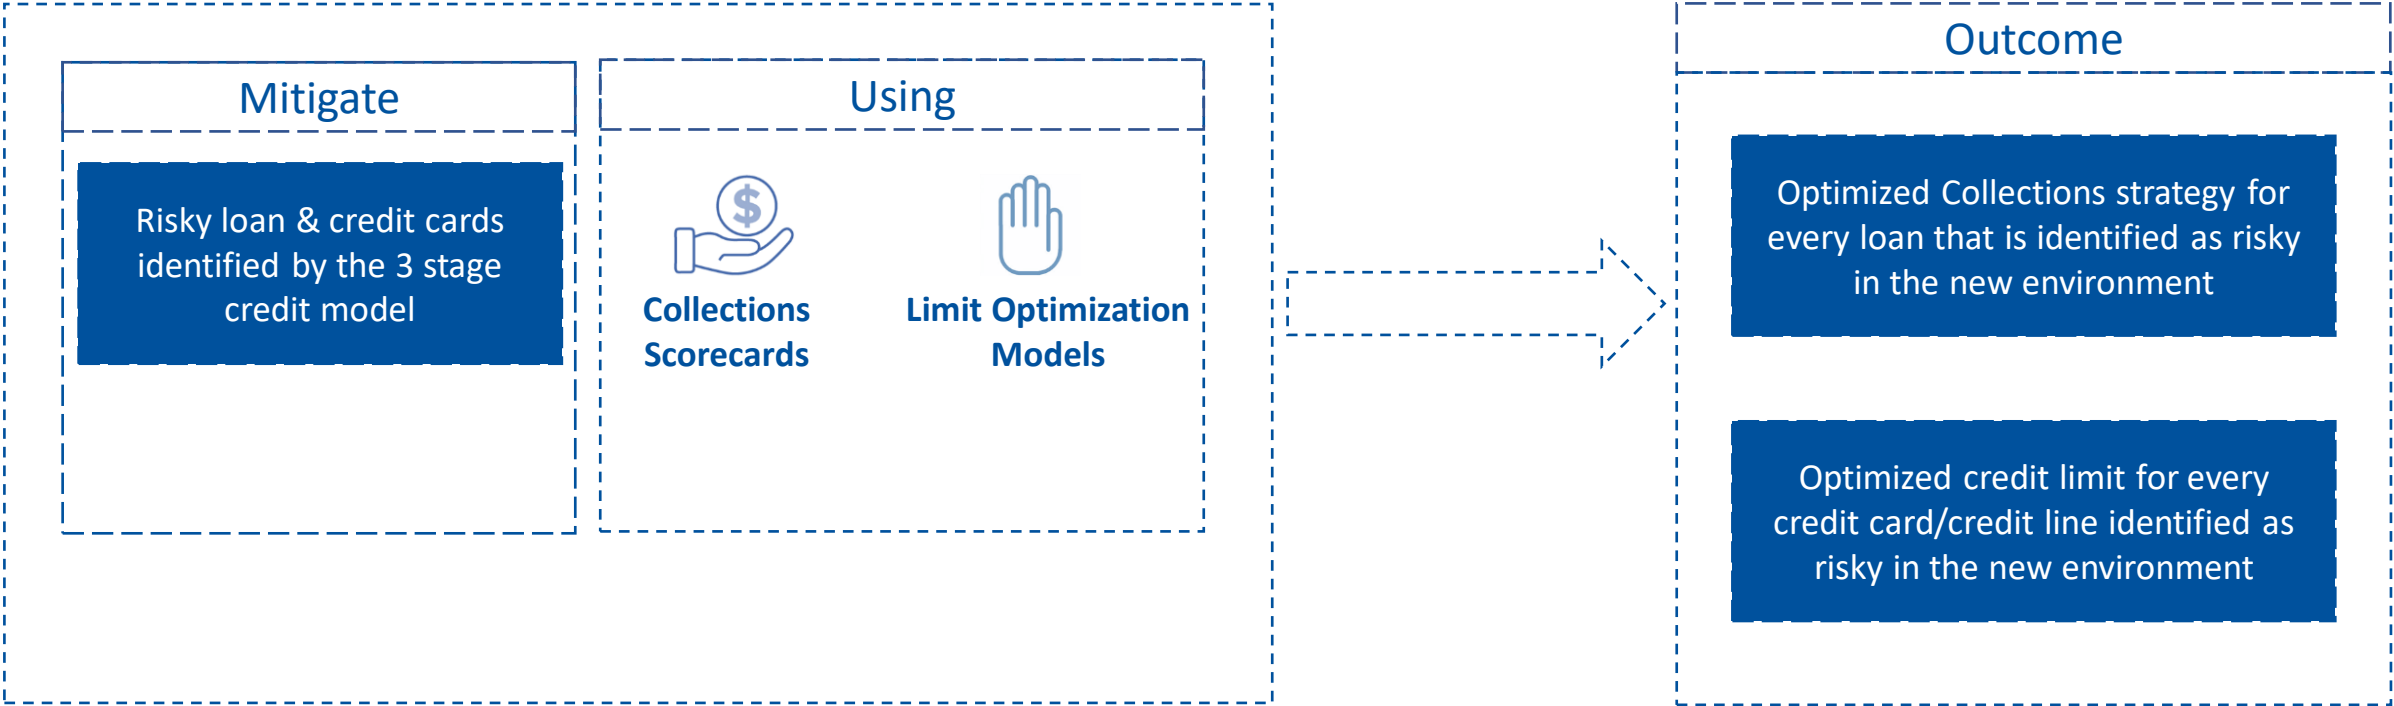 Mitigate
Risky loan & credit cards
identified by the 3 stage
credit model
Using
$
Collections
Scorecards
Limit Optimization
Models
Outcome
Optimized Collections strategy for
every loan that is identified as risky
in the new environment
Optimized credit limit for every
credit card/credit line identified as
risky in the new environment